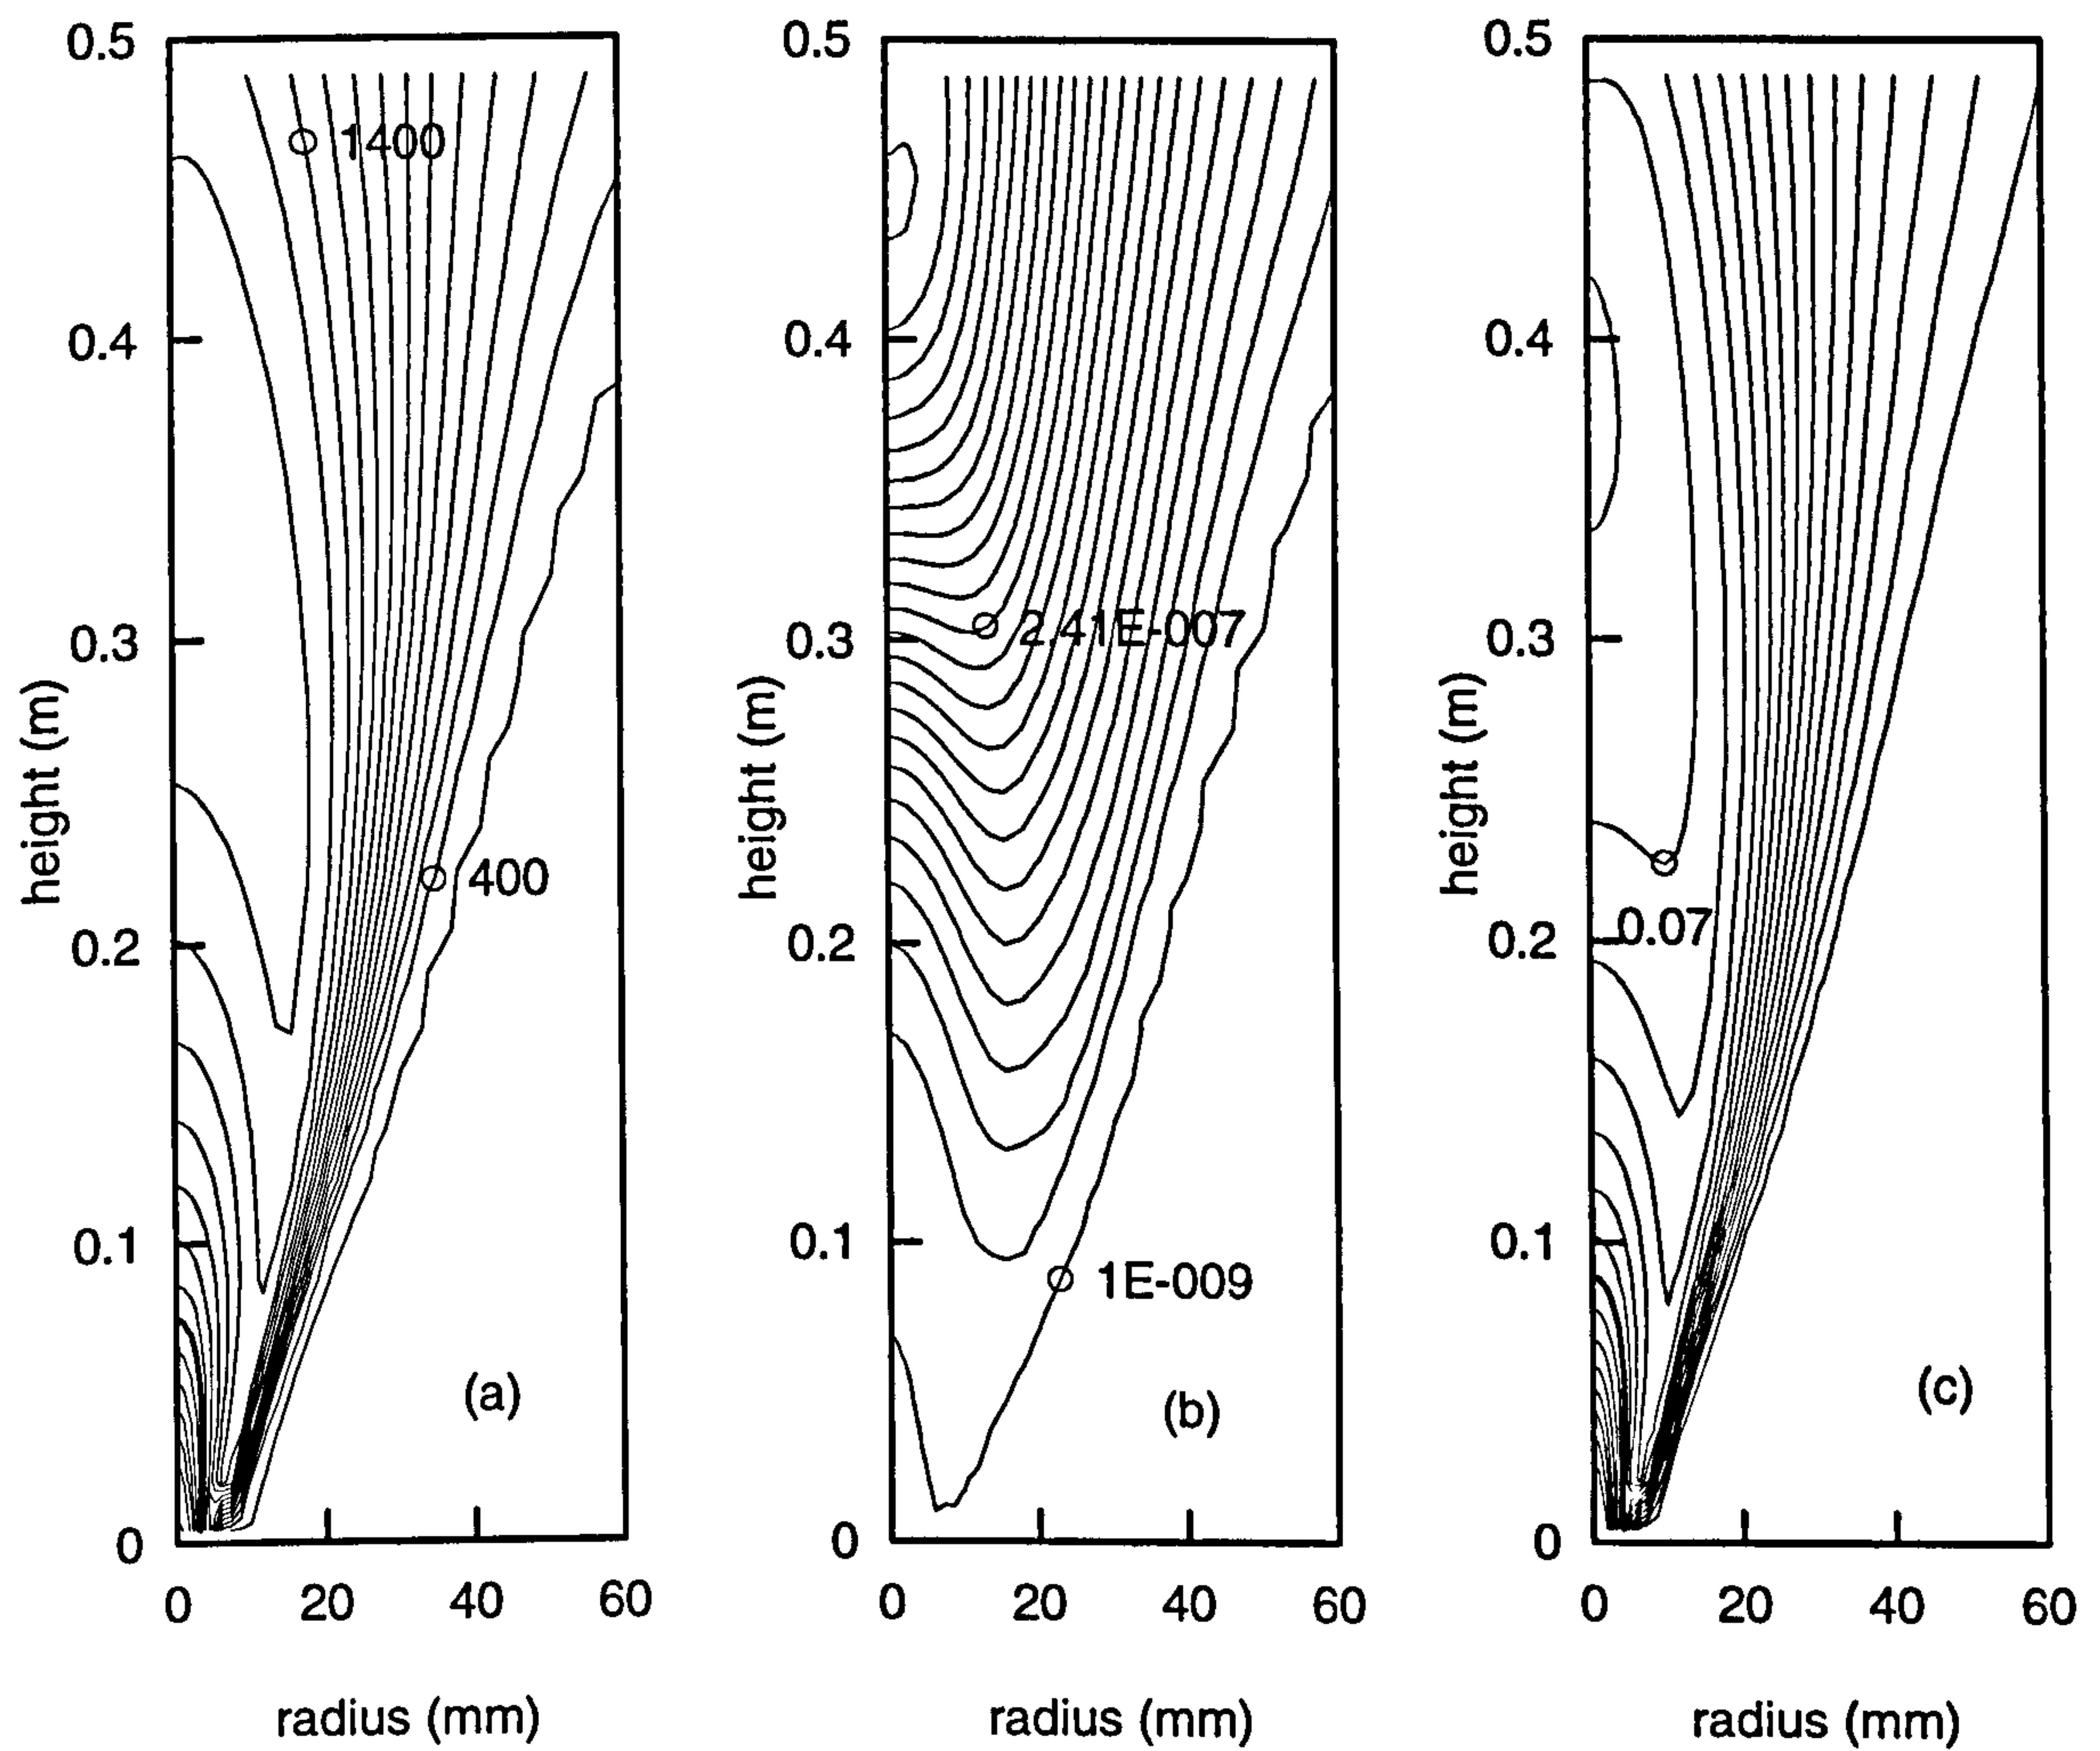 0.5 0.5 0.5
1400
0.4 0.4 0.4
0.3 2.41E-007 0.3 0.3
height (m) height (m) height (m)
400
0.2 0.2 0.2 0.07
0.1 0.1 0.1
1E-009
(a) (b) (c)
0 0 0
0 20 40 60 0 20 40 60 0 20 40 60
radius (mm) radius (mm) radius (mm)